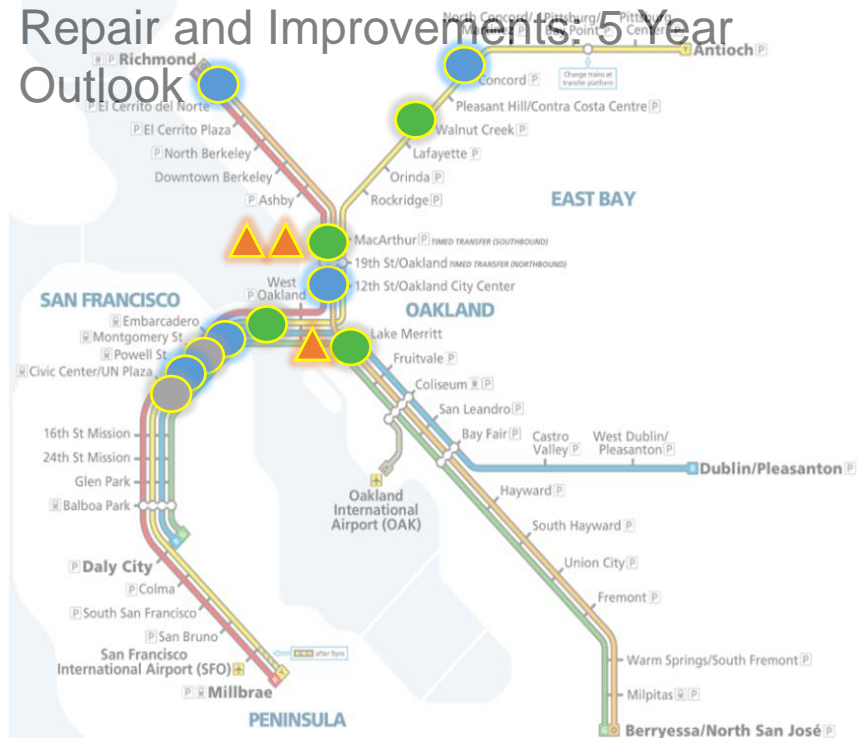 Repair and Improvements: 5 Year
Outlook
North Concord/
Martinez P
Pittsburg/
Bay Point P
Pittsburg
Center P
Antioch P
Change trains at
transfer platform
P Richmond
Concord P
P El Cerrito del Norte
Pleasant Hill/Contra Costa Centre P
P El Cerrito Plaza
Walnut Creek P
P North Berkeley
Lafayette P
Downtown Berkeley
Orinda P
P Ashby
Rockridge P
EAST BAY
MacArthur P TIMED TRANSFER (SOUTHBOUND)
19th St/Oakland TIMED TRANSFER (NORTHBOUND)
West
P Oakland
12th St/Oakland City Center
SAN FRANCISCO
OAKLAND
Embarcadero
Montgomery St
Lake Merritt
Powell St
Fruitvale P
Civic Center/UN Plaza
Coliseum P
San Leandro P
16th St Mission
Bay Fair P
Castro
Valley P
West Dublin/
Pleasanton P
24th St Mission
Dublin/Pleasanton P
Glen Park
Hayward P
Balboa Park
Oakland
International
Airport (OAK)
South Hayward P
Union City P
P Daly City
P Colma
Fremont P
P South San Francisco
P San Bruno
San Francisco
International Airport (SFO)
after 9pm
Warm Springs/South Fremont P
P Millbrae
Milpitas P
PENINSULA
Berryessa/North San José P